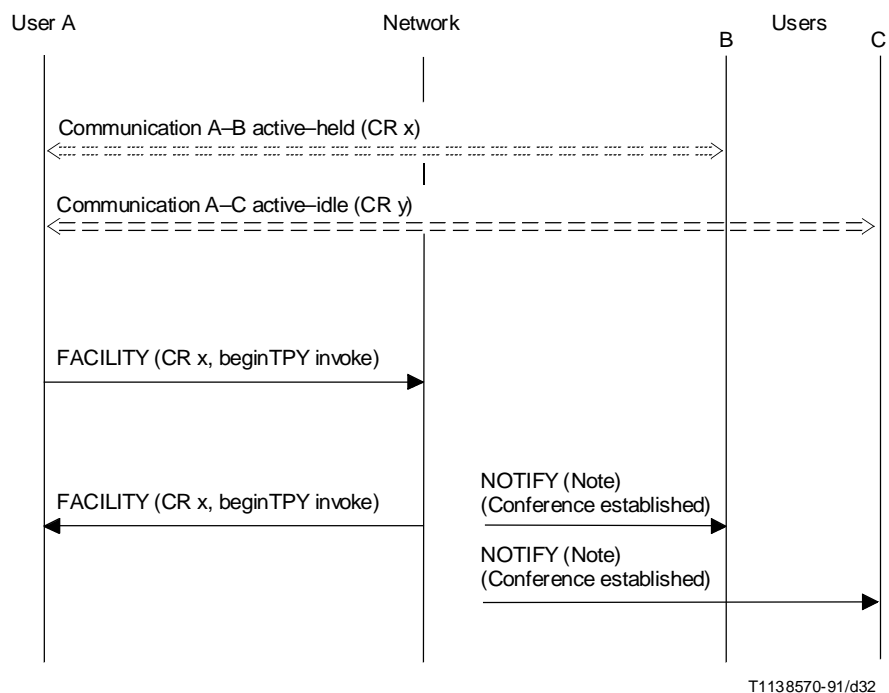 User A
Network
Users
B
C
Communication A–B active–held (CR x)
Communication A–C active–idle (CR y)
FACILITY (CR x, beginTPY invoke)
FACILITY (CR x, beginTPY invoke)
NOTIFY (Note)
(Conference established)
NOTIFY (Note)
(Conference established)
T1138570-91/d32